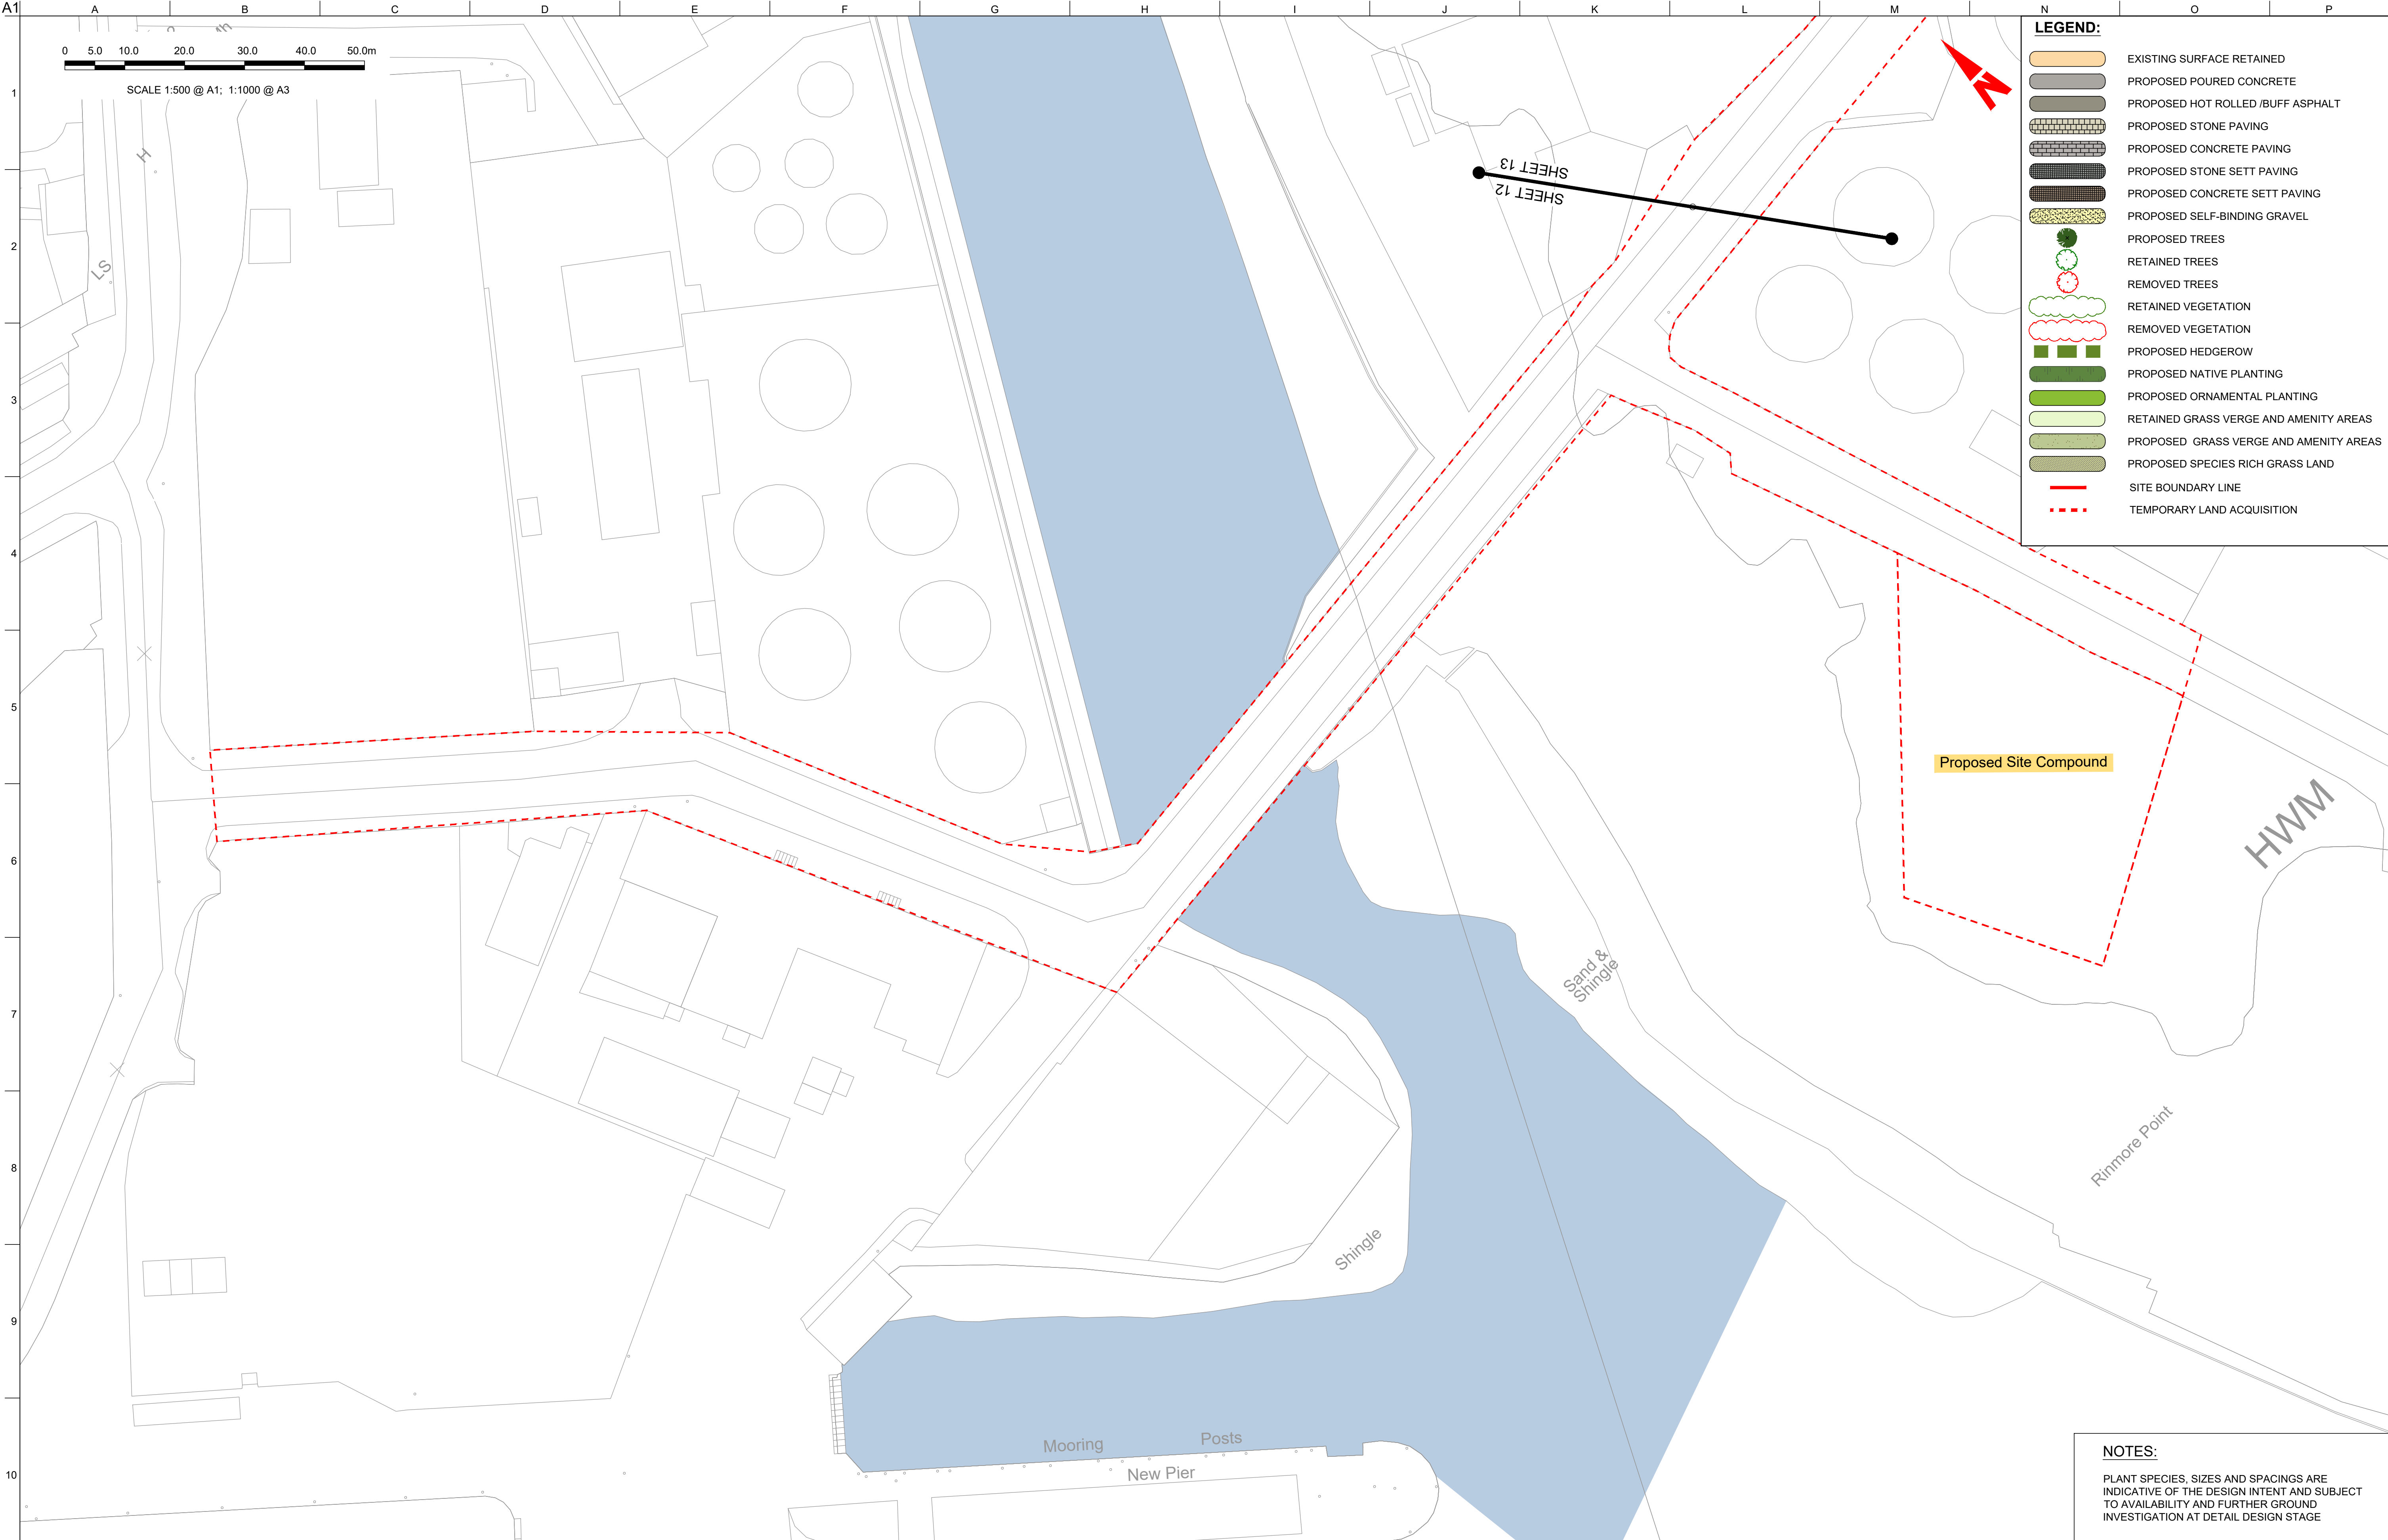 A1
A B C D E F G H I J K L M N O P
0 5.0 10.0 20.0 30.0 40.0 50.0m
SCALE 1:500 @ A1; 1:1000 @ A3
1
2
3
4
5
6
7
8
9
10
H
LS
SHEET 13
SHEET 12
N
LEGEND:
EXISTING SURFACE RETAINED
PROPOSED POURED CONCRETE
PROPOSED HOT ROLLED /BUFF ASPHALT
PROPOSED STONE PAVING
PROPOSED CONCRETE PAVING
PROPOSED STONE SETT PAVING
PROPOSED CONCRETE SETT PAVING
PROPOSED SELF-BINDING GRAVEL
PROPOSED TREES
RETAINED TREES
REMOVED TREES
RETAINED VEGETATION
REMOVED VEGETATION
PROPOSED HEDGEROW
PROPOSED NATIVE PLANTING
PROPOSED ORNAMENTAL PLANTING
RETAINED GRASS VERGE AND AMENITY AREAS
PROPOSED GRASS VERGE AND AMENITY AREAS
PROPOSED SPECIES RICH GRASS LAND
SITE BOUNDARY LINE
TEMPORARY LAND ACQUISITION
Proposed Site Compound
HWM
Sand &
Shingle
Rinmore Point
Shingle
Mooring Posts
New Pier
NOTES:
PLANT SPECIES, SIZES AND SPACINGS ARE
INDICATIVE OF THE DESIGN INTENT AND SUBJECT
TO AVAILABILITY AND FURTHER GROUND
INVESTIGATION AT DETAIL DESIGN STAGE